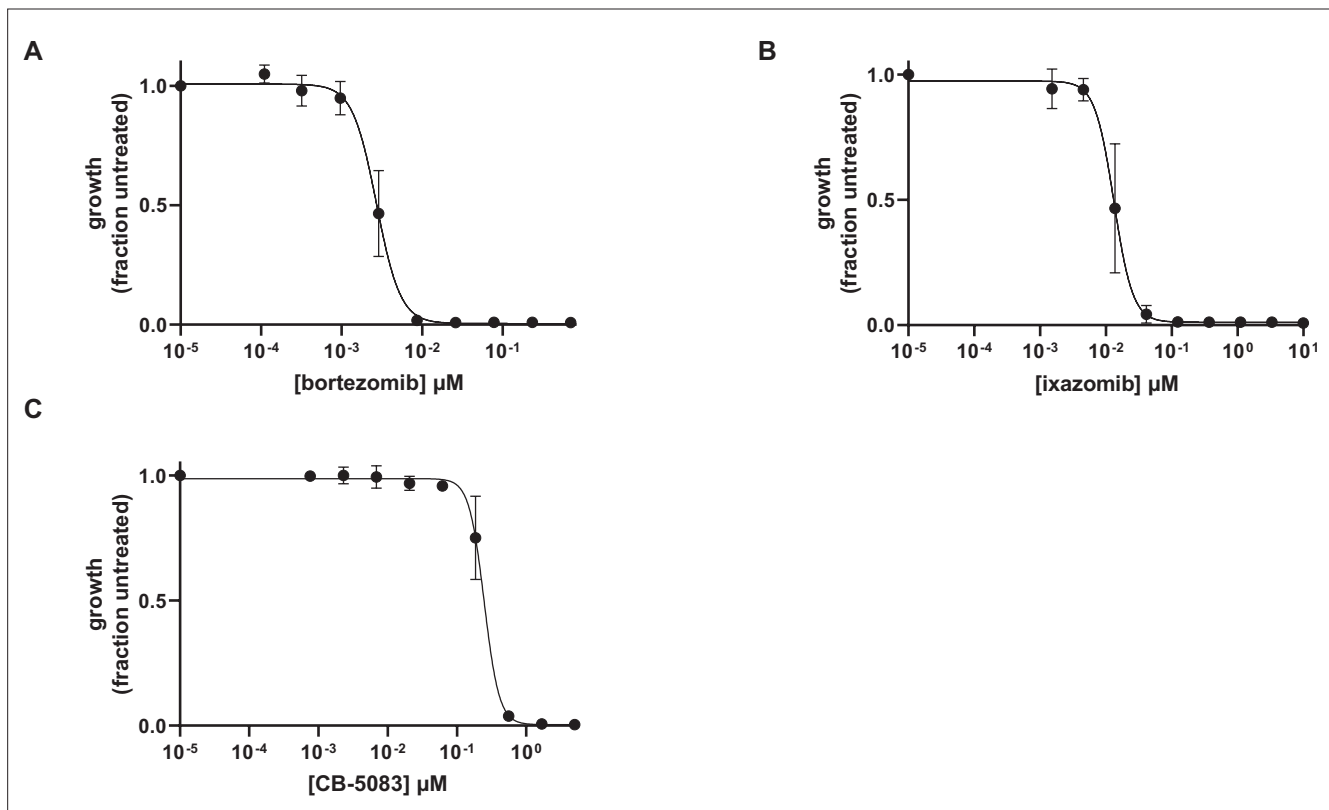 A
growth
(fraction untreated)
1.0
0.5
0.0
10⁻⁵ 10⁻⁴ 10⁻³ 10⁻² 10⁻¹
[bortezomib] µM
B
growth
(fraction untreated)
1.0
0.5
0.0
10⁻⁵ 10⁻⁴ 10⁻³ 10⁻² 10⁻¹ 10⁰ 10¹
[ixazomib] µM
C
growth
(fraction untreated)
1.0
0.5
0.0
10⁻⁵ 10⁻⁴ 10⁻³ 10⁻² 10⁻¹ 10⁰
[CB-5083] µM